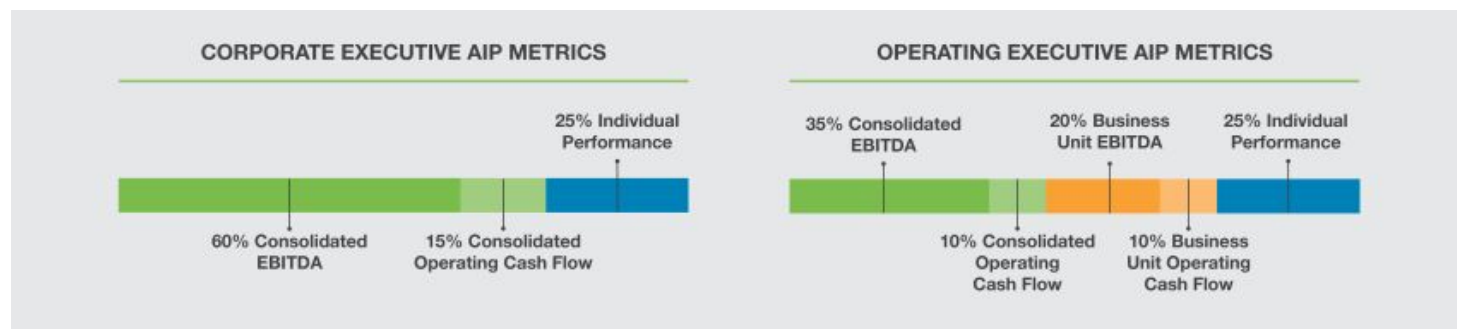 CORPORATE EXECUTIVE AIP METRICS
25% Individual
Performance
60% Consolidated
EBITDA
15% Consolidated
Operating Cash Flow
OPERATING EXECUTIVE AIP METRICS
35% Consolidated
EBITDA
20% Business
Unit EBITDA
25% Individual
Performance
10% Consolidated
Operating
Cash Flow
10% Business
Unit Operating
Cash Flow